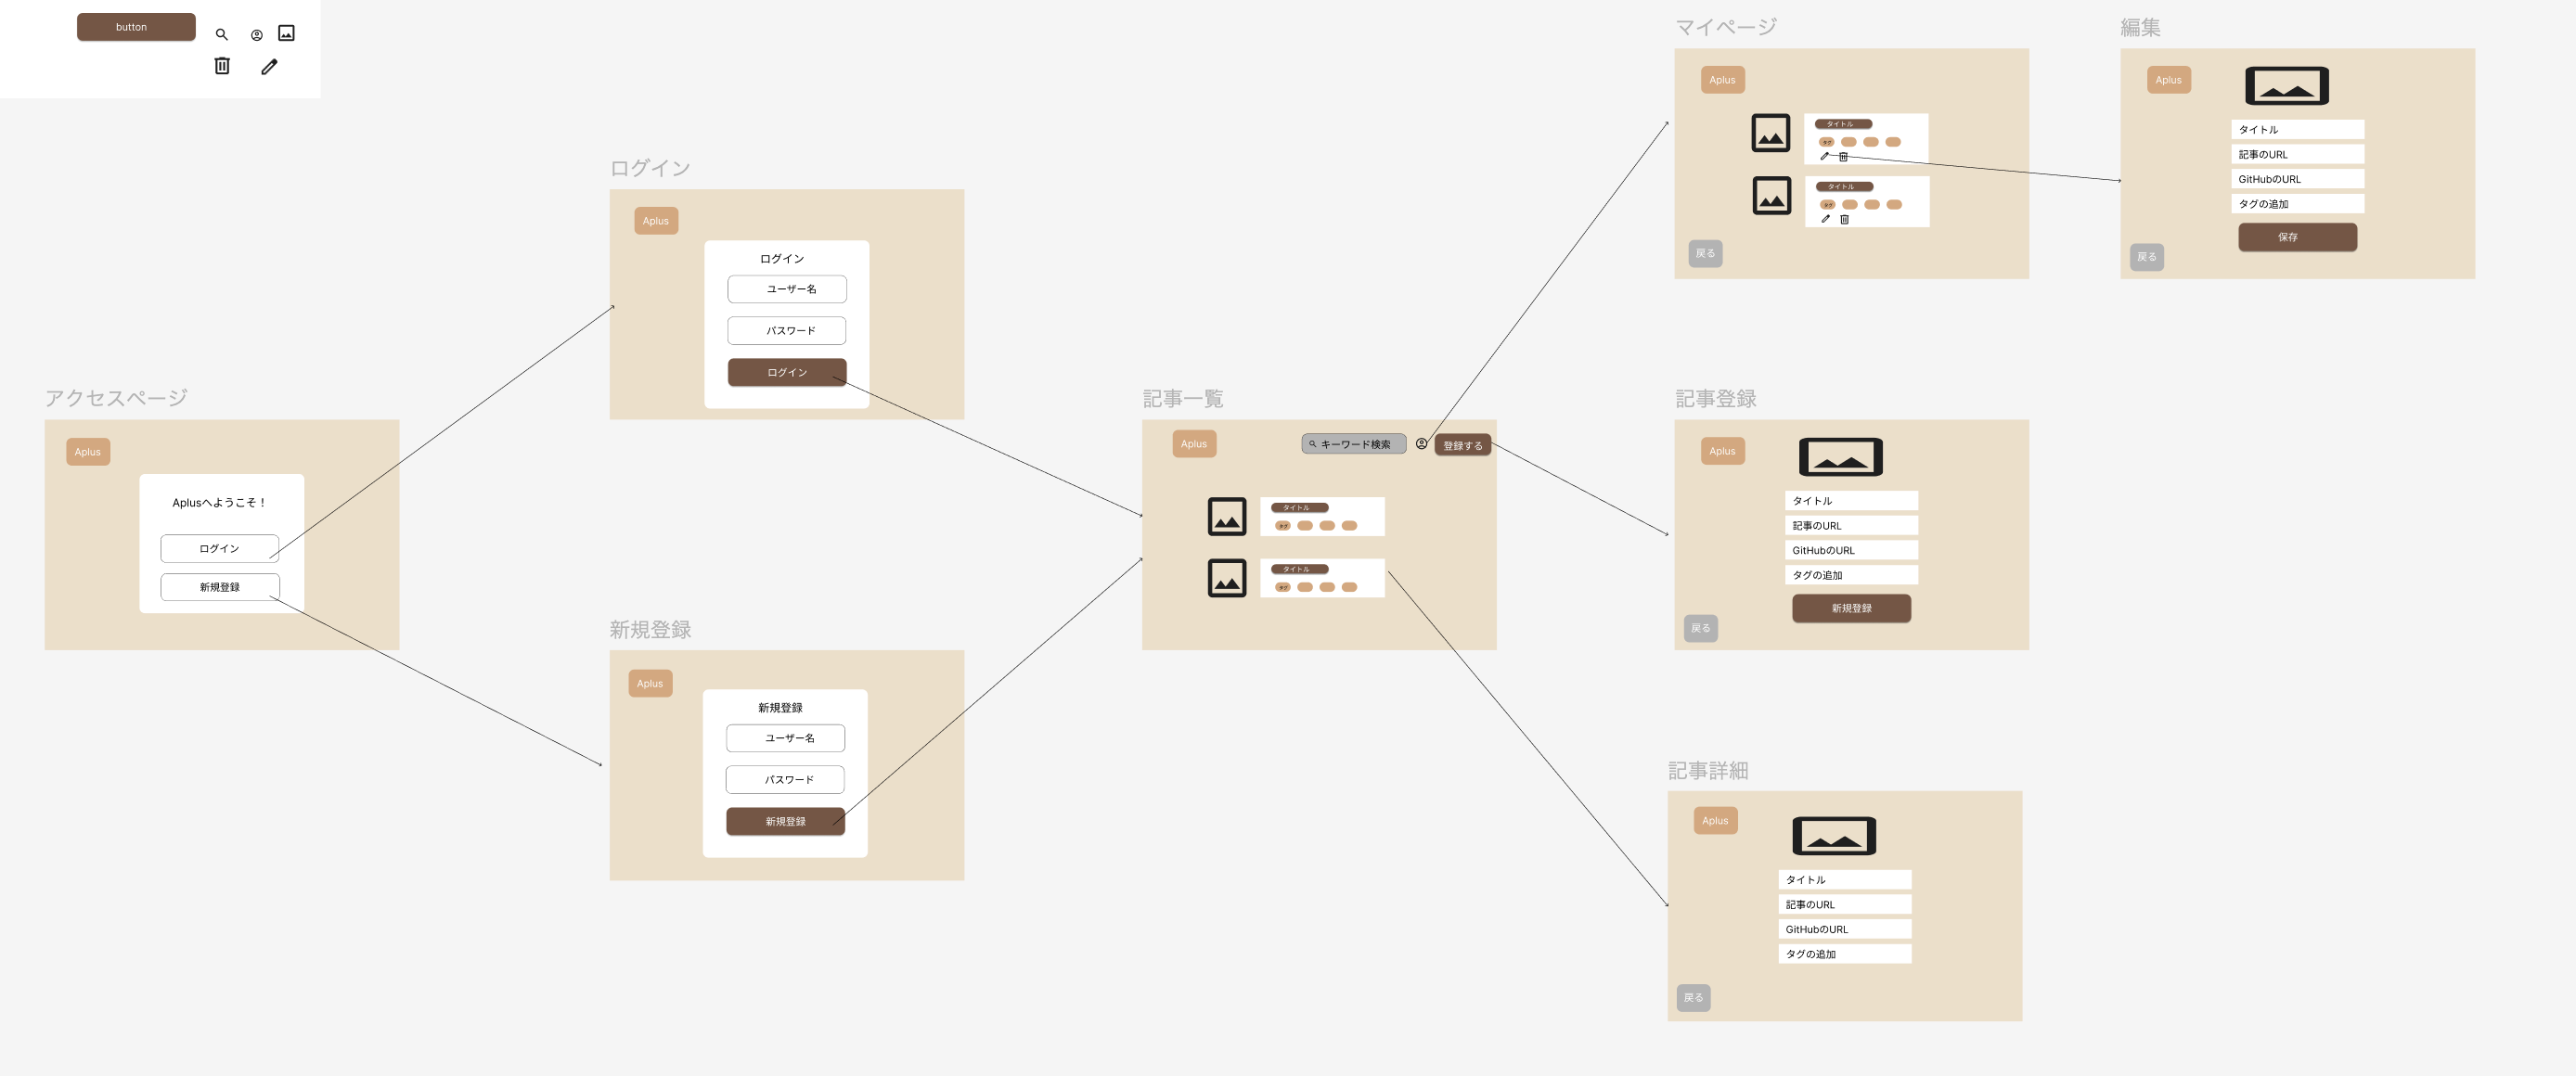 button
アクセスページ
Aplus
Aplusへようこそ！
ログイン
新規登録
ログイン
Aplus
ログイン
ユーザー名
パスワード
ログイン
新規登録
Aplus
新規登録
ユーザー名
パスワード
新規登録
記事一覧
Aplus
キーワード検索
登録する
タイトル
タグ
タイトル
タグ
マイページ
Aplus
タイトル
タグ
タイトル
タグ
戻る
編集
Aplus
タイトル
記事のURL
GitHubのURL
タグの追加
保存
戻る
記事登録
Aplus
タイトル
記事のURL
GitHubのURL
タグの追加
新規登録
戻る
記事詳細
Aplus
タイトル
記事のURL
GitHubのURL
タグの追加
戻る